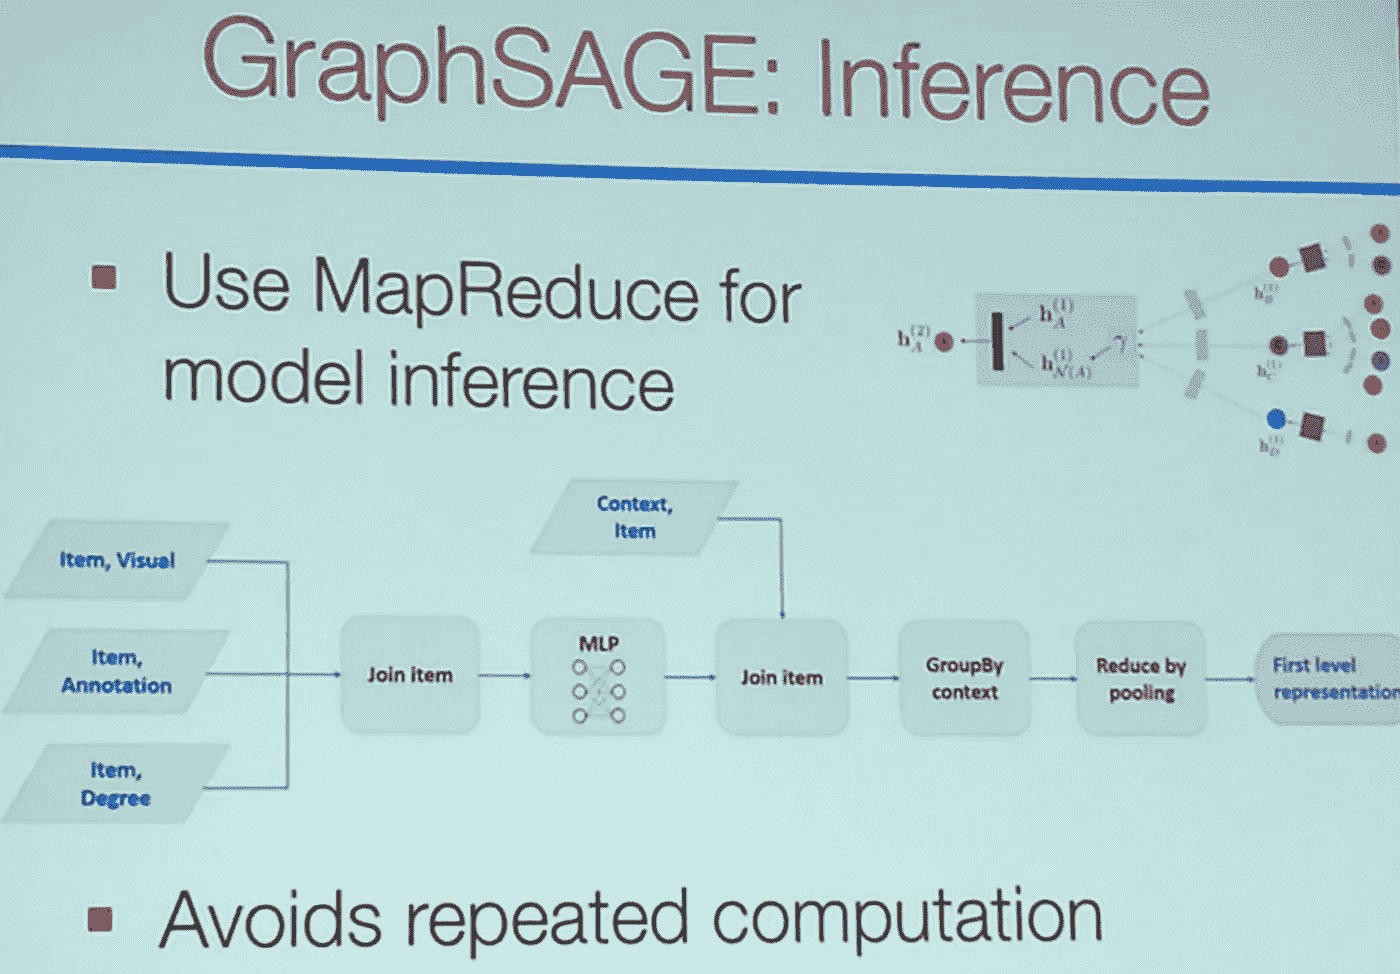 GraphSAGE: Inference
Use MapReduce for
model inference
h_A^(2)
h_A^(1)
h_N(A)^(1)
γ
h_B^(1)
h_C^(1)
h_D^(1)
Context,
Item
Item, Visual
Item,
Annotation
Item,
Degree
Join item
MLP
Join item
GroupBy
context
Reduce by
pooling
First level
representation
Avoids repeated computation